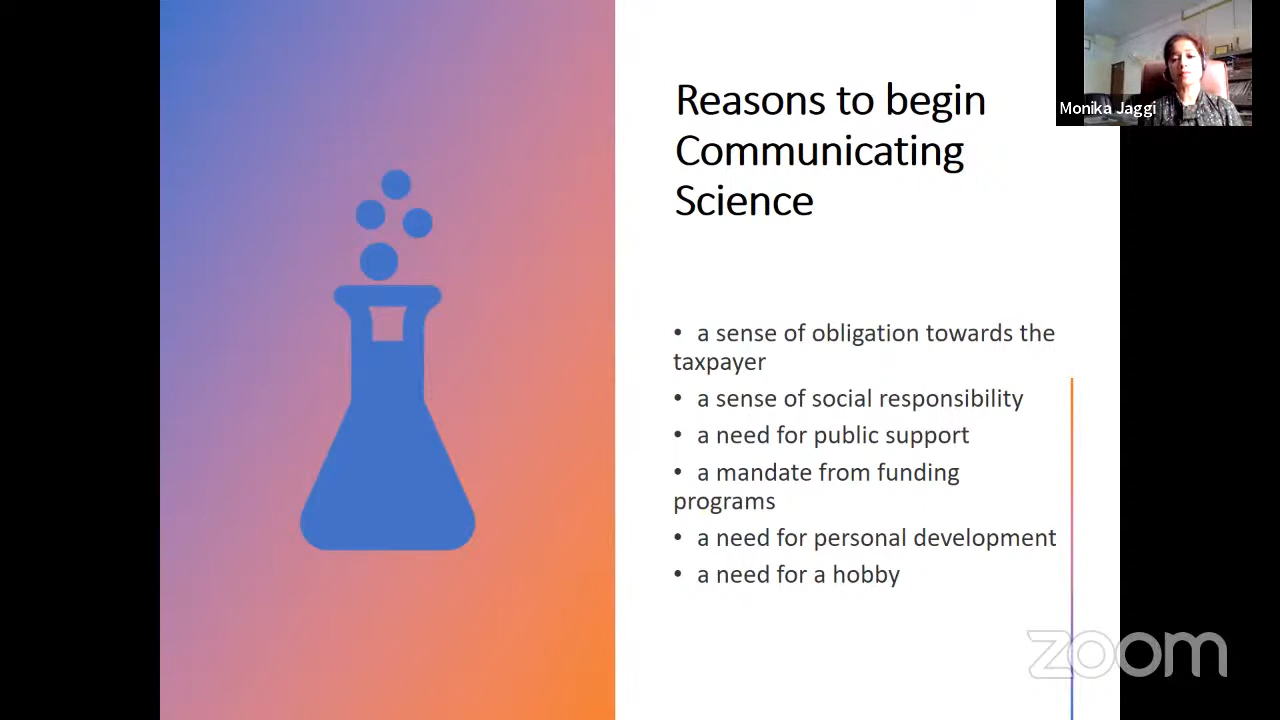 Reasons to begin
Communicating
Science
Monika Jaggi
• a sense of obligation towards the
taxpayer
• a sense of social responsibility
• a need for public support
• a mandate from funding
programs
• a need for personal development
• a need for a hobby
zoom